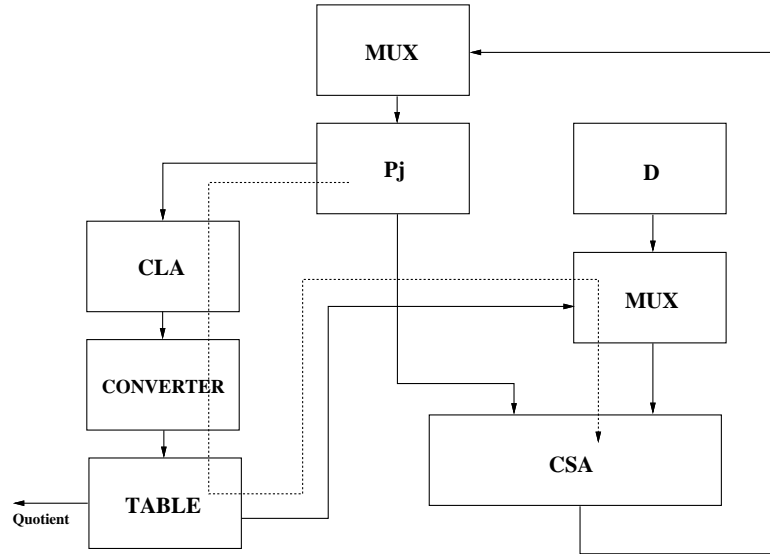 MUX
Pj
D
CLA
MUX
CONVERTER
CSA
TABLE
Quotient